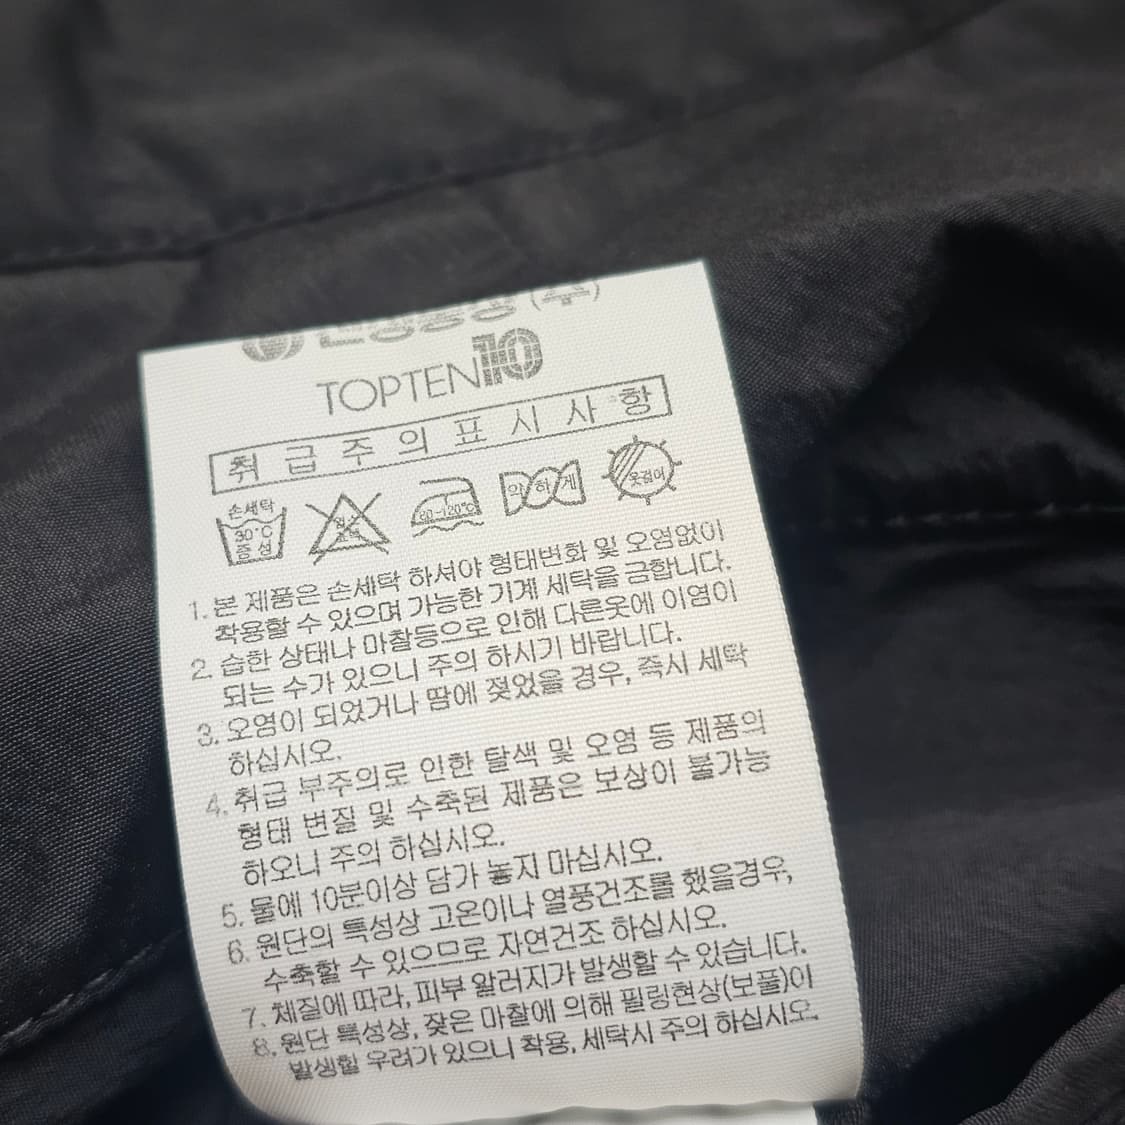 (주)
TOPTEN10
취급주의표시사항
손세탁
30°C
중성
염소
표백
80-120°C
약하게
옷걸이
1. 본 제품은 손세탁 하셔야 형태변화 및 오염없이
착용할 수 있으며 가능한 기계 세탁을 금합니다.
2. 습한 상태나 마찰등으로 인해 다른옷에 이염이
되는 수가 있으니 주의 하시기 바랍니다.
3. 오염이 되었거나 땀에 젖었을 경우, 즉시 세탁
하십시오.
4. 취급 부주의로 인한 탈색 및 오염 등 제품의
형태 변질 및 수축된 제품은 보상이 불가능
하오니 주의 하십시오.
5. 물에 10분이상 담가 놓지 마십시오.
6. 원단의 특성상 고온이나 열풍건조를 했을경우,
수축할 수 있으므로 자연건조 하십시오.
7. 체질에 따라, 피부 알러지가 발생할 수 있습니다.
8. 원단 특성상, 잦은 마찰에 의해 필링현상(보풀)이
발생할 우려가 있으니 착용, 세탁시 주의 하십시오.